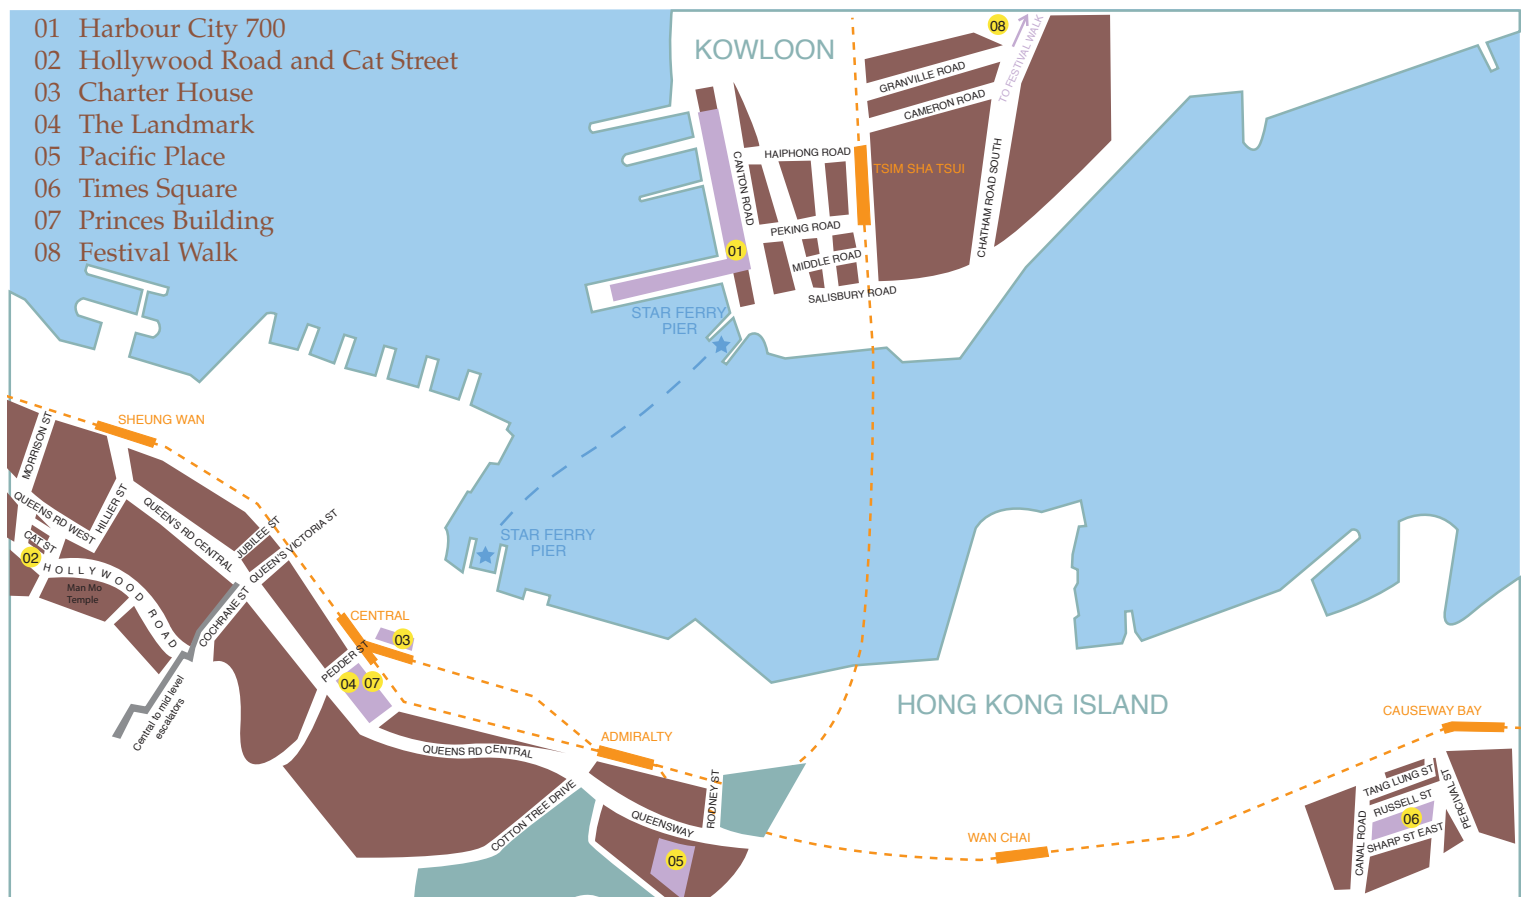 01 Harbour City 700
02 Hollywood Road and Cat Street
03 Charter House
04 The Landmark
05 Pacific Place
06 Times Square
07 Princes Building
08 Festival Walk
KOWLOON
08
TO FESTIVAL WALK
GRANVILLE ROAD
CAMERON ROAD
HAIPHONG ROAD
TSIM SHA TSUI
CANTON ROAD
CHATHAM ROAD SOUTH
PEKING ROAD
01
MIDDLE ROAD
SALISBURY ROAD
STAR FERRY
PIER
SHEUNG WAN
MORRISON ST
QUEENS RD WEST
HILLIER ST
QUEEN'S RD CENTRAL
JUBILEE ST
QUEEN'S VICTORIA ST
STAR FERRY
PIER
CAT ST
02
HOLLYWOOD ROAD
Man Mo
Temple
COCHRANE ST
CENTRAL
03
PEDDER ST
04
07
Central to mid level
escalators
HONG KONG ISLAND
CAUSEWAY BAY
QUEENS RD CENTRAL
ADMIRALTY
COTTON TREE DRIVE
QUEENSWAY
RODNEY ST
05
WAN CHAI
TANG LUNG ST
RUSSELL ST
PERCIVAL ST
06
SHARP ST EAST
CANAL ROAD